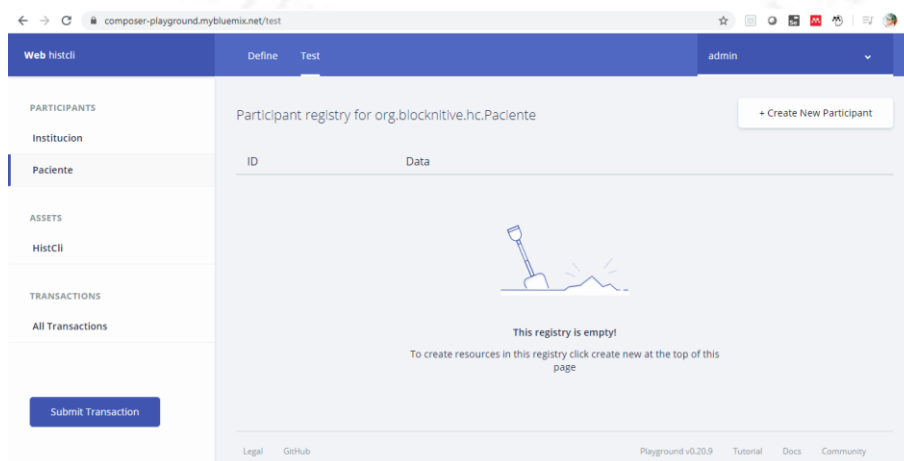 composer-playground.mybluemix.net/test
Web histcli
Define Test
admin
PARTICIPANTS
Institucion
Paciente
ASSETS
HistCli
TRANSACTIONS
All Transactions
Submit Transaction
Participant registry for org.blocknitive.hc.Paciente
+ Create New Participant
ID Data
This registry is empty!
To create resources in this registry click create new at the top of this
page
Legal GitHub
Playground v0.20.9 Tutorial Docs Community